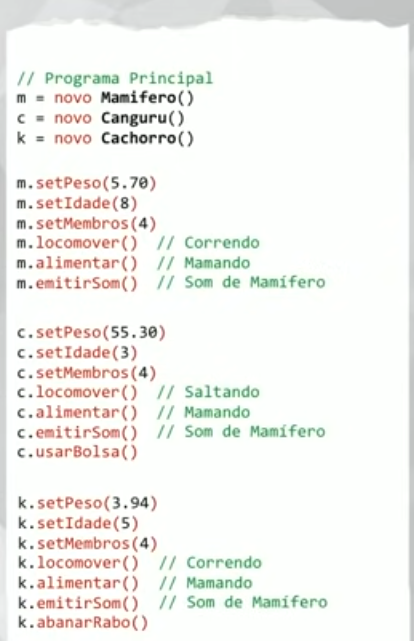 // Programa Principal
m = novo Mamifero()
c = novo Canguru()
k = novo Cachorro()
m.setPeso(5.70)
m.setIdade(8)
m.setMembros(4)
m.locomover() // Correndo
m.alimentar() // Mamando
m.emitirSom() // Som de Mamífero
c.setPeso(55.30)
c.setIdade(3)
c.setMembros(4)
c.locomover() // Saltando
c.alimentar() // Mamando
c.emitirSom() // Som de Mamífero
c.usarBolsa()
k.setPeso(3.94)
k.setIdade(5)
k.setMembros(4)
k.locomover() // Correndo
k.alimentar() // Mamando
k.emitirSom() // Som de Mamífero
k.abanarRabo()